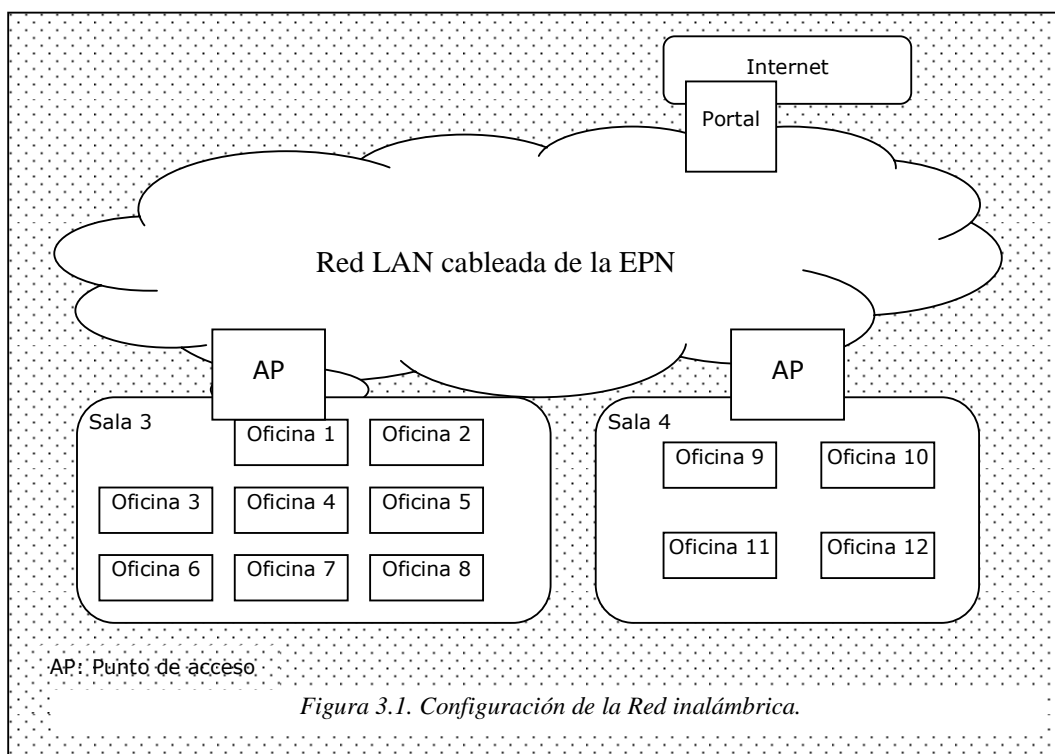 Internet
Portal
Red LAN cableada de la EPN
AP
AP
Sala 3
Oficina 1
Oficina 2
Oficina 3
Oficina 4
Oficina 5
Oficina 6
Oficina 7
Oficina 8
Sala 4
Oficina 9
Oficina 10
Oficina 11
Oficina 12
AP: Punto de acceso
Figura 3.1. Configuración de la Red inalámbrica.